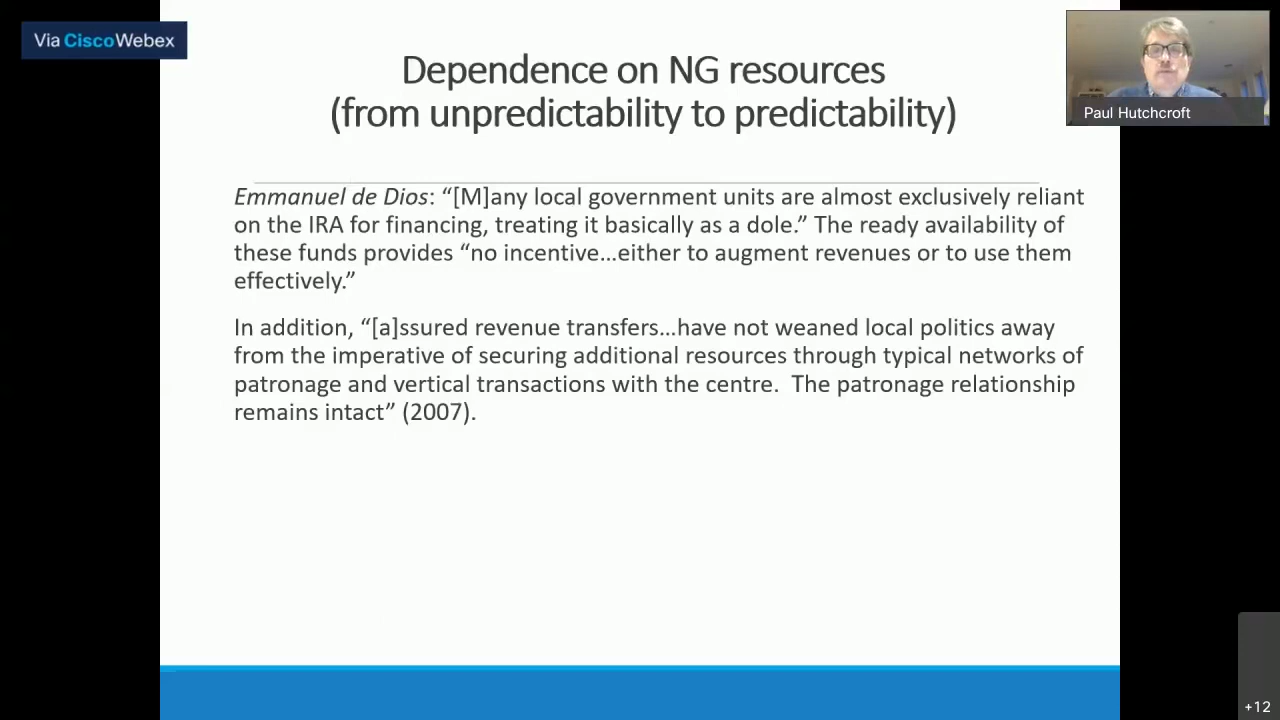 Via CiscoWebex
Dependence on NG resources
(from unpredictability to predictability)
Paul Hutchcroft
Emmanuel de Dios: “[M]any local government units are almost exclusively reliant
on the IRA for financing, treating it basically as a dole.” The ready availability of
these funds provides “no incentive…either to augment revenues or to use them
effectively.”
In addition, “[a]ssured revenue transfers…have not weaned local politics away
from the imperative of securing additional resources through typical networks of
patronage and vertical transactions with the centre.  The patronage relationship
remains intact” (2007).
+12